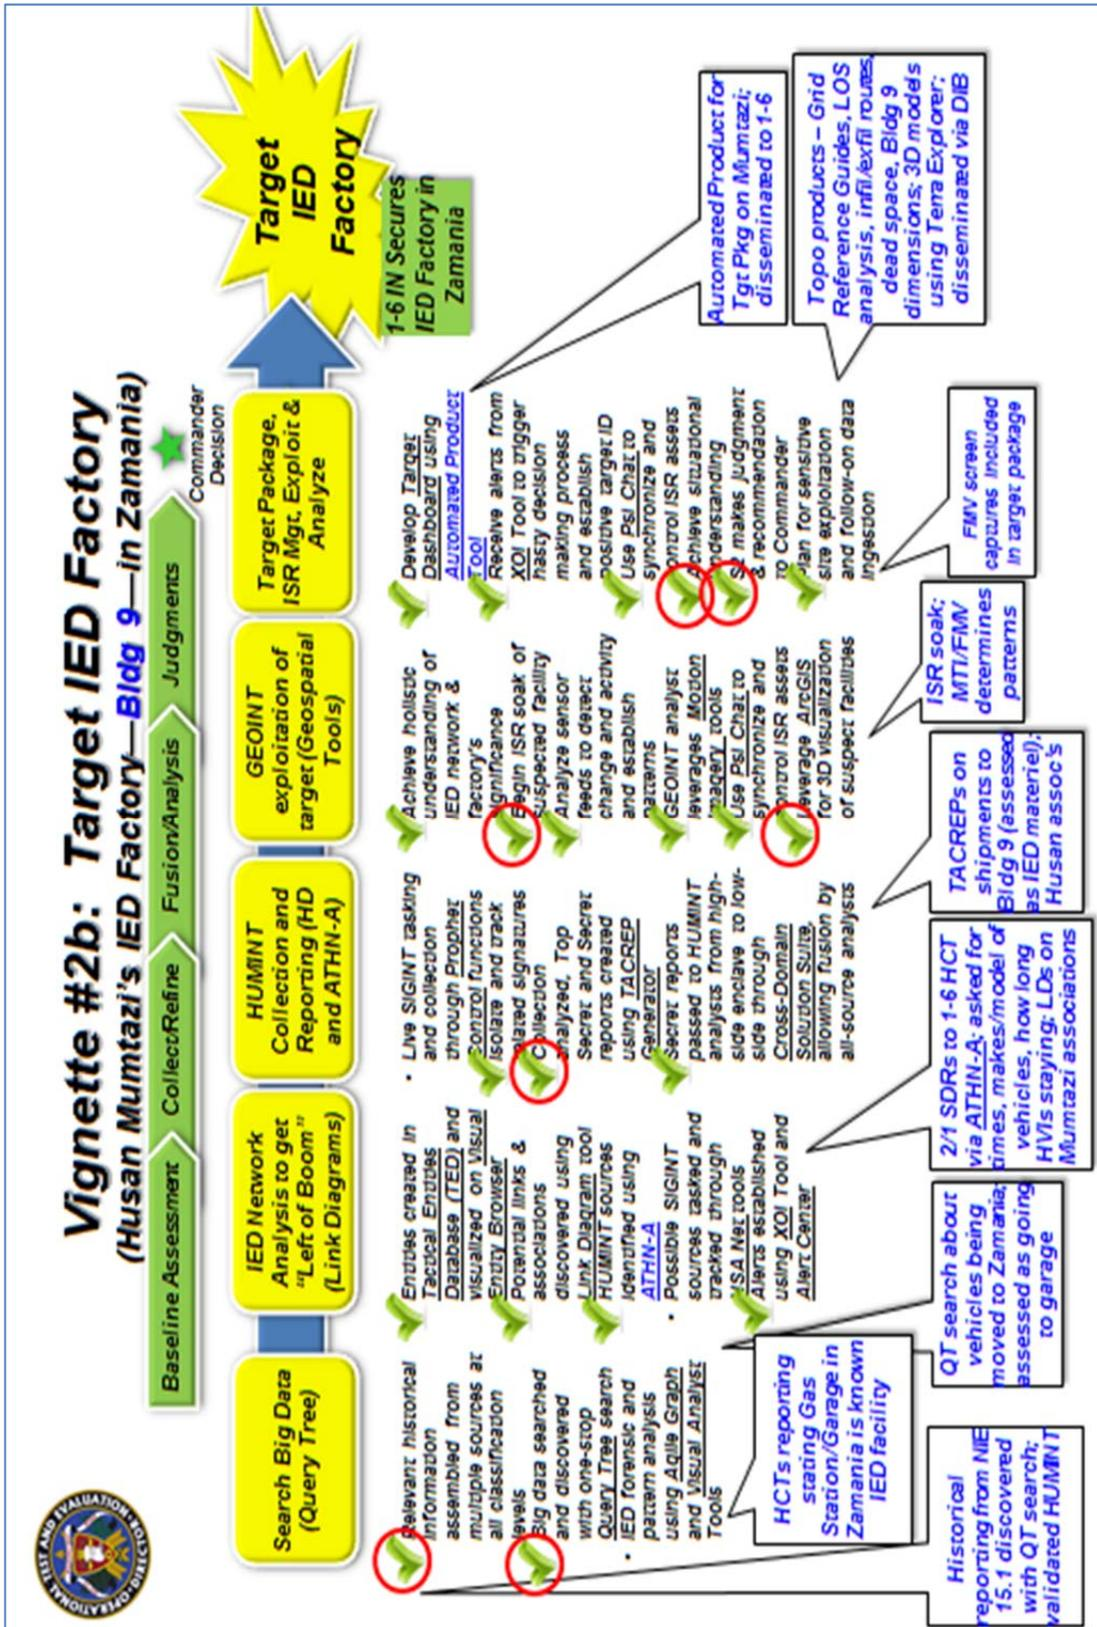 Vignette #2b: Target IED Factory
(Husan Mumtazi's IED Factory—Bldg 9—in Zamania)
DIRECTOR • OPERATIONAL TEST AND EVALUATION
Baseline Assessment
Collect/Refine
Fusion/Analysis
Judgments
Commander
Decision
Search Big Data
(Query Tree)
IED Network
Analysis to get
"Left of Boom"
(Link Diagrams)
HUMINT
Collection and
Reporting (HD
and ATHN-A)
GEOINT
exploitation of
target (Geospatial
Tools)
Target Package,
ISR Mgt, Exploit &
Analyze
Target
IED
Factory
1-6 IN Secures
IED Factory in
Zamania
Relevant historical
information
assembled from
multiple sources at
all classification
levels
Big data searched
and discovered
with one-stop
Query Tree search
• IED forensic and
pattern analysis
using Aqile Graph
and Visual Analyst
Tools
Entities created in
Tactical Entities
Database (TED) and
visualized on Visual
Entity Browser
Potential links &
associations
discovered using
Link Diagram tool
HUMINT sources
identified using
ATHN-A
• Possible SIGINT
sources tasked and
tracked through
NSA Net tools
Alerts established
using XOI Tool and
Alert Center
• Live SIGINT tasking
and collection
through Prophet
Control functions
Isolate and track
related signatures
Collection
analyzed, Top
Secret and Secret
reports created
using TACREP
Generator
Secret reports
passed to HUMINT
analysts from high-
side enclave to low-
side through
Cross-Domain
Solution Suite,
allowing fusion by
all-source analysts
Achieve holistic
understanding of
IED network &
factory's
significance
Begin ISR soak of
suspected facility
Analyze sensor
feeds to detect
change and activity
and establish
patterns
GEOINT analyst
leverages Motion
Imagery tools
Use Psi Chat to
synchronize and
control ISR assets
Leverage ArcGIS
for 3D visualization
of suspect facilities
Develop Target
Dashboard using
Automated Product
Tool
Receive alerts from
XOI Tool to trigger
hasty decision
making process
and establish
positive target ID
Use Psi Chat to
synchronize and
control ISR assets
Achieve situational
understanding
S2 makes judgment
& recommendation
to Commander
Plan for sensitive
site exploitation
and follow-on data
ingestion
Historical
reporting from NIE
15.1 discovered
with QT search;
validated HUMINT
HCTs reporting
stating Gas
Station/Garage in
Zamania is known
IED facility
QT search about
vehicles being
moved to Zamania;
assessed as going
to garage
2/1 SDRs to 1-6 HCT
via ATHN-A; asked for
times, makes/model of
vehicles, how long
HVIs staying; LDs on
Mumtazi associations
TACREPs on
shipments to
Bldg 9 (assessed
as IED materiel);
Husan assoc's
ISR soak;
MTI/FMV
determines
patterns
FMV screen
captures included
in target package
Automated Product for
Tgt Pkg on Mumtazi;
disseminated to 1-6
Topo products – Grid
Reference Guides, LOS
analysis, infil/exfil routes,
dead space, Bldg 9
dimensions; 3D models
using Terra Explorer;
disseminated via DIB